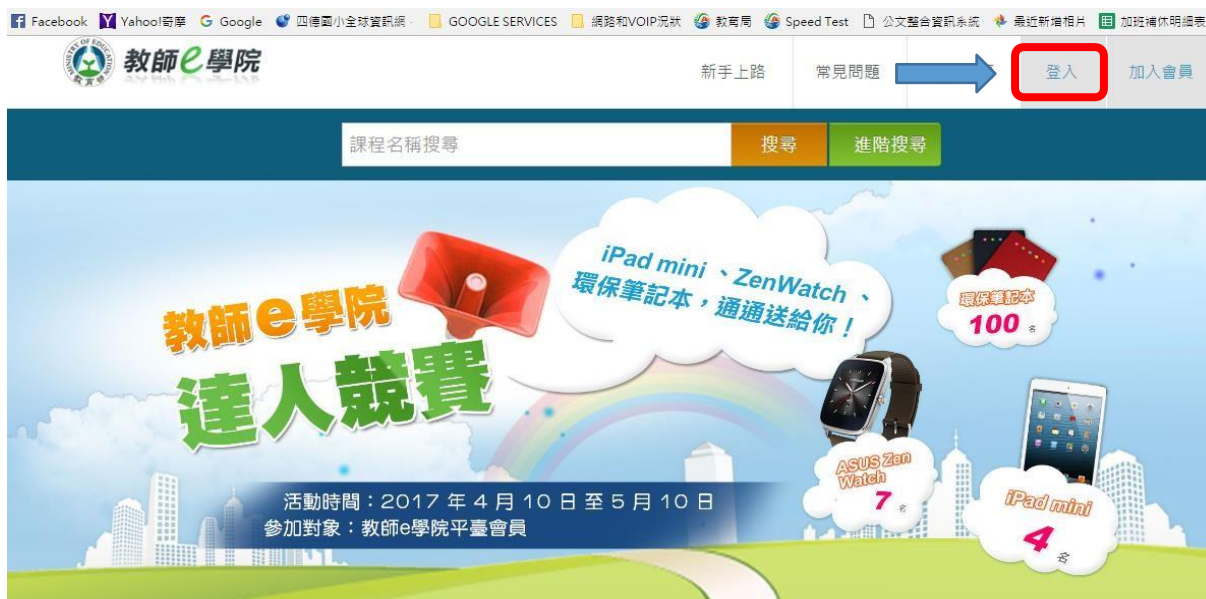 Facebook Yahoo!奇摩 Google 四德國小全球資訊網 - GOOGLE SERVICES 網路和VOIP況狀 教育局 Speed Test 公文整合資訊系統 最近新增相片 加班補休明細表
MINISTRY OF EDUCATION
教育部
教師e學院
新手上路 常見問題 登入 加入會員
課程名稱搜尋 搜尋 進階搜尋
iPad mini、ZenWatch、
環保筆記本,通通送給你!
環保筆記本
100 名
教師e學院
達人競賽
ASUS Zen
Watch
7 名
iPad mini
4 名
活動時間:2017 年 4 月 10 日 至 5 月 10 日
參加對象:教師e學院平臺會員